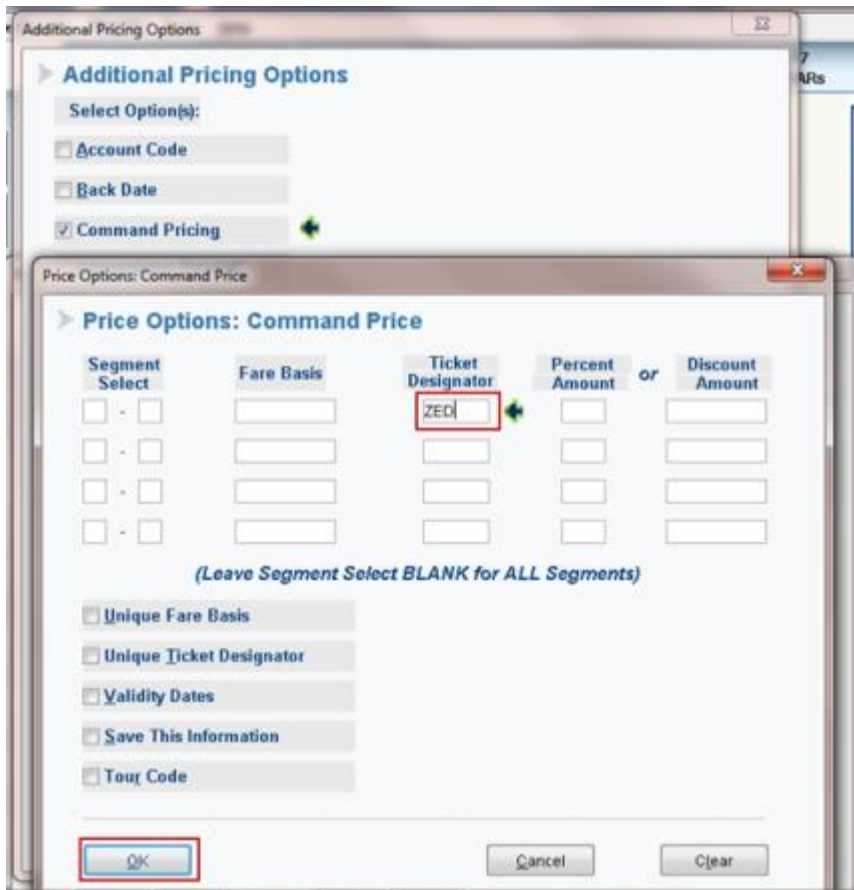 Additional Pricing Options
7
ARs
Additional Pricing Options
Select Option(s):
Account Code
Back Date
Command Pricing
Price Options: Command Price
Price Options: Command Price
Segment Select Fare Basis Ticket Designator Percent Amount or Discount Amount
- ZED
-
-
-
(Leave Segment Select BLANK for ALL Segments)
Unique Fare Basis
Unique Ticket Designator
Validity Dates
Save This Information
Tour Code
OK Cancel Clear